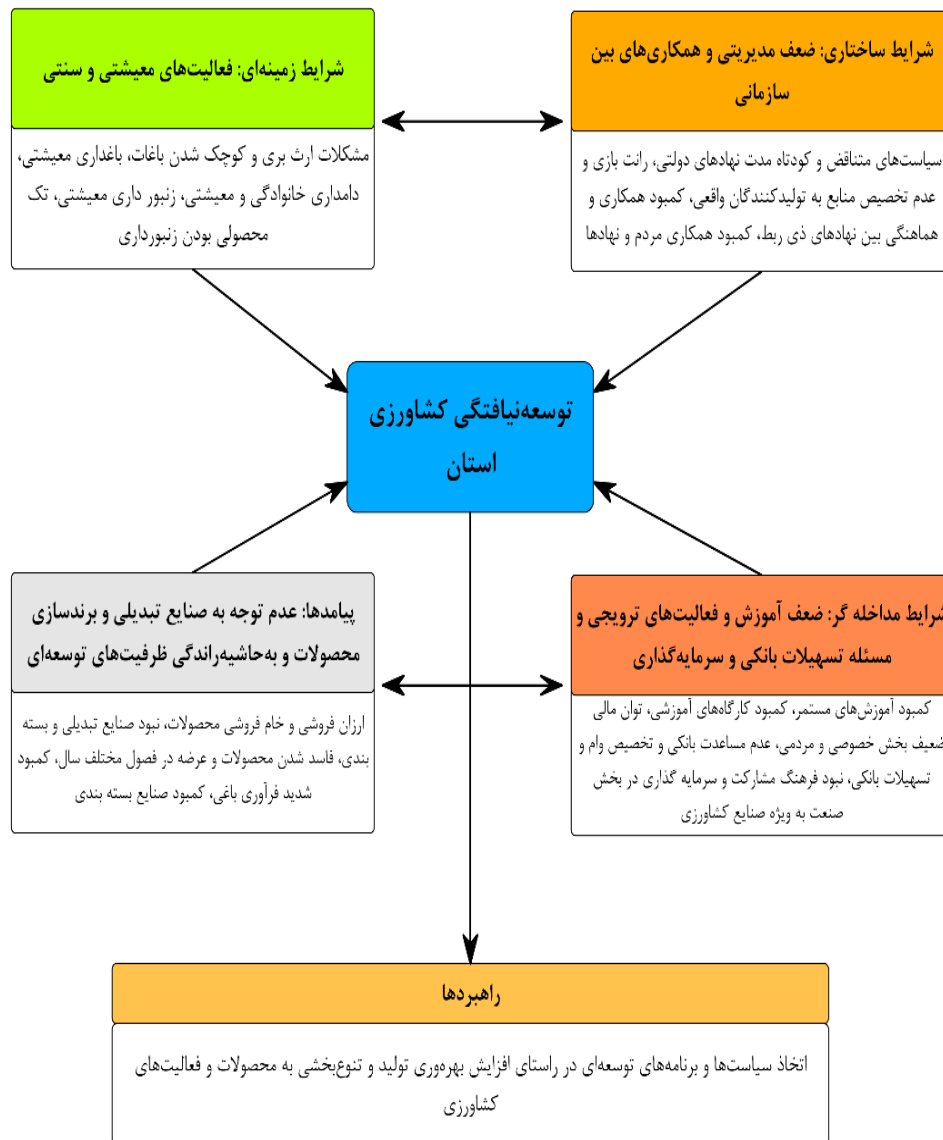 شرایط ساختاری: ضعف مدیریتی و همکاری‌های بین
سازمانی
سیاست‌های متناقض و کودتاه مدت نهادهای دولتی، رانت بازی و
عدم تخصیص منابع به تولیدکنندگان واقعی، کمبود همکاری و
هماهنگی بین نهادهای ذی ربط، کمبود همکاری مردم و نهادها
شرایط زمینه‌ای: فعالیت‌های معیشتی و سنتی
مشکلات ارث بری و کوچک شدن باغات، باغداری معیشتی،
دامداری خانوادگی و معیشتی، زنبور داری معیشتی، تک
محصولی بودن زنبورداری
توسعه‌نیافتگی کشاورزی
استان
شرایط مداخله گر: ضعف آموزش و فعالیت‌های ترویجی و
مسئله تسهیلات بانکی و سرمایه‌گذاری
کمبود آموزش‌های مستمر، کمبود کارگاه‌های آموزشی، توان مالی
ضعیف بخش خصوصی و مردمی، عدم مساعدت بانکی و تخصیص وام و
تسهیلات بانکی، نبود فرهنگ مشارکت و سرمایه گذاری در بخش
صنعت به ویژه صنایع کشاورزی
پیامدها: عدم توجه به صنایع تبدیلی و برندسازی
محصولات و به‌حاشیه‌راندگی ظرفیت‌های توسعه‌ای
ارزان فروشی و خام فروشی محصولات، نبود صنایع تبدیلی و بسته
بندی، فاسد شدن محصولات و عرضه در فصول مختلف سال، کمبود
شدید فرآوری باغی، کمبود صنایع بسته بندی
راهبردها
اتخاذ سیاست‌ها و برنامه‌های توسعه‌ای در راستای افزایش بهره‌وری تولید و تنوع‌بخشی به محصولات و فعالیت‌های
کشاورزی